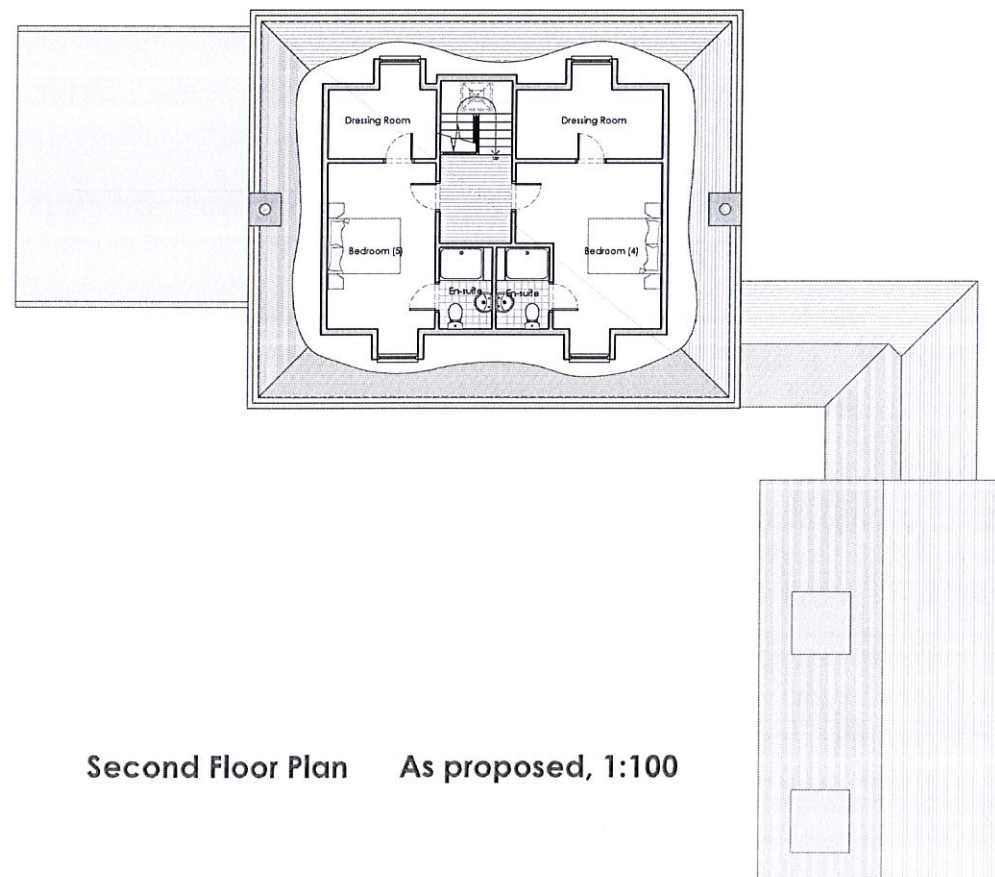 Dressing Room
Dressing Room
Bedroom (5)
Bedroom (4)
En-suite
En-suite
Second Floor Plan As proposed, 1:100